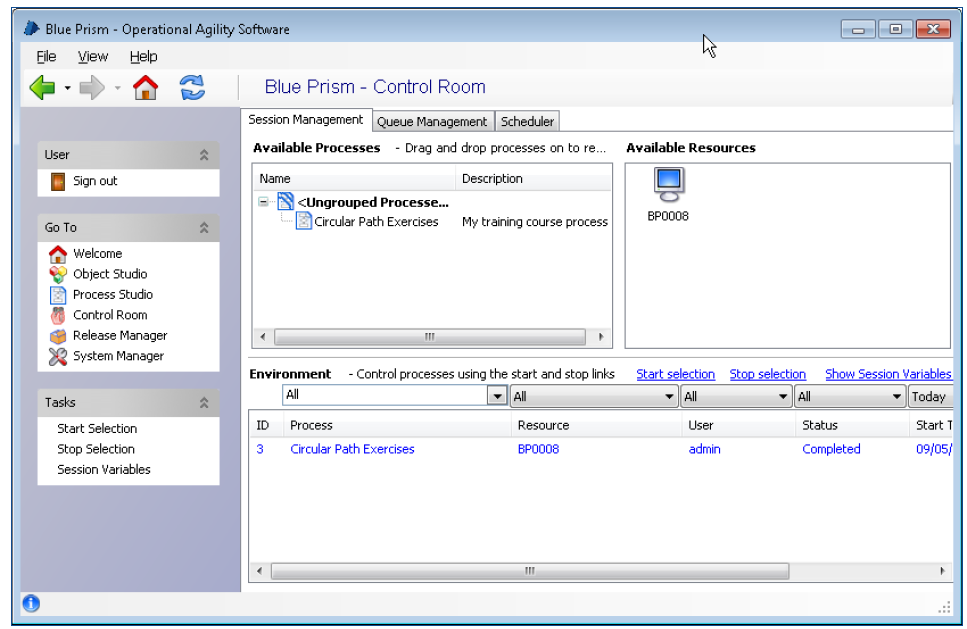 Blue Prism - Operational Agility Software
File View Help
Blue Prism - Control Room
Session Management Queue Management Scheduler
User
Sign out
Go To
Welcome
Object Studio
Process Studio
Control Room
Release Manager
System Manager
Tasks
Start Selection
Stop Selection
Session Variables
Available Processes - Drag and drop processes on to re...
Name Description
<Ungrouped Processe...
Circular Path Exercises My training course process
Available Resources
BP0008
Environment - Control processes using the start and stop links Start selection Stop selection Show Session Variables
All All All All Today
ID Process Resource User Status Start T
3 Circular Path Exercises BP0008 admin Completed 09/05/